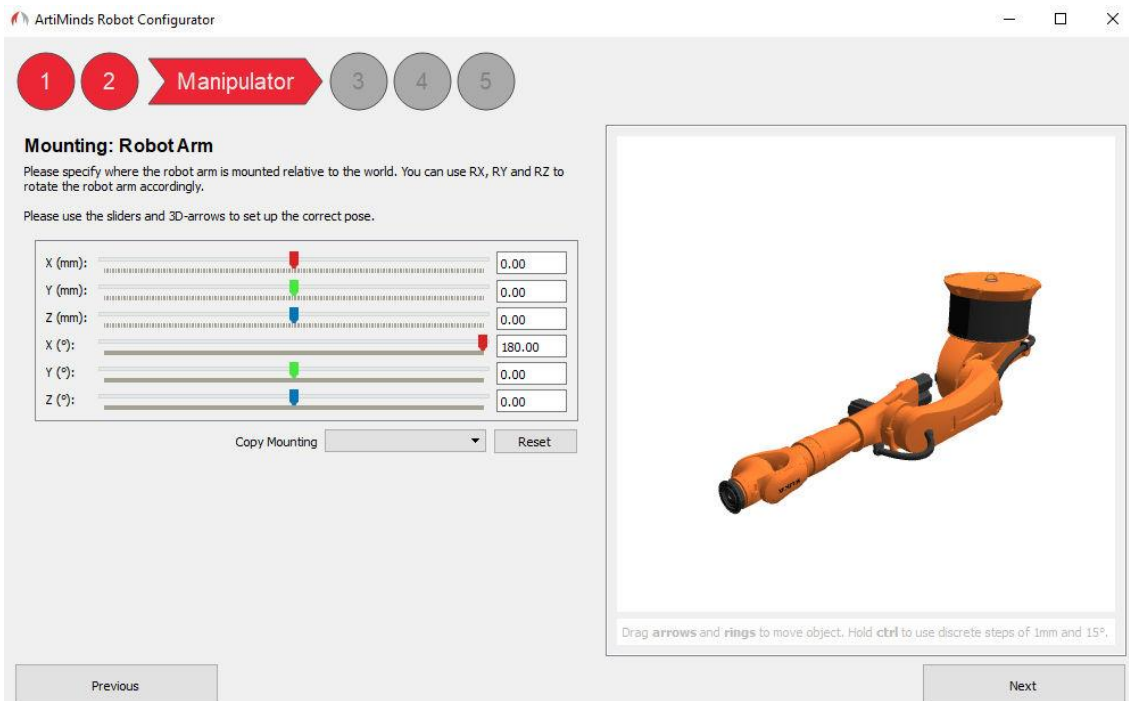 ArtiMinds Robot Configurator
1 2 Manipulator 3 4 5
Mounting: Robot Arm
Please specify where the robot arm is mounted relative to the world. You can use RX, RY and RZ to
rotate the robot arm accordingly.
Please use the sliders and 3D-arrows to set up the correct pose.
X (mm): 0.00
Y (mm): 0.00
Z (mm): 0.00
X (º): 180.00
Y (º): 0.00
Z (º): 0.00
Copy Mounting Reset
Drag arrows and rings to move object. Hold ctrl to use discrete steps of 1mm and 15°.
Previous Next